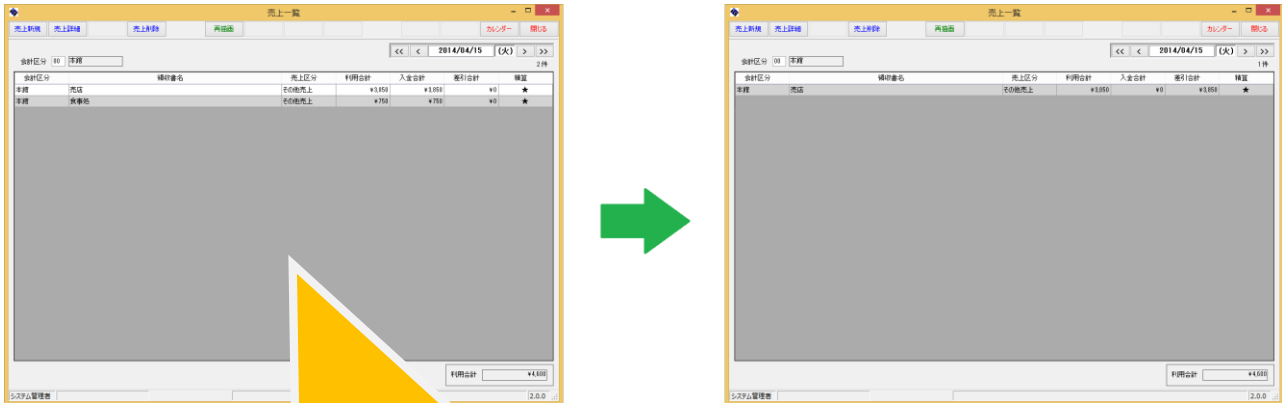 売上一覧
売上新規 売上詳細 売上削除 再描画 カレンダー 閉じる
<< < 2014/04/15 (火) > >>
会計区分 00 本館
2件
会計区分 領収書名 売上区分 利用合計 入金合計 差引合計 積算
本館 売店 その他売上 ¥3,850 ¥3,850 ¥0 ★
本館 食事処 その他売上 ¥750 ¥750 ¥0 ★
利用合計 ¥4,600
システム管理者 2.0.0
売上一覧
売上新規 売上詳細 売上削除 再描画 カレンダー 閉じる
<< < 2014/04/15 (火) > >>
会計区分 00 本館
1件
会計区分 領収書名 売上区分 利用合計 入金合計 差引合計 積算
本館 売店 その他売上 ¥3,850 ¥0 ¥3,850 ★
利用合計 ¥4,600
システム管理者 2.0.0